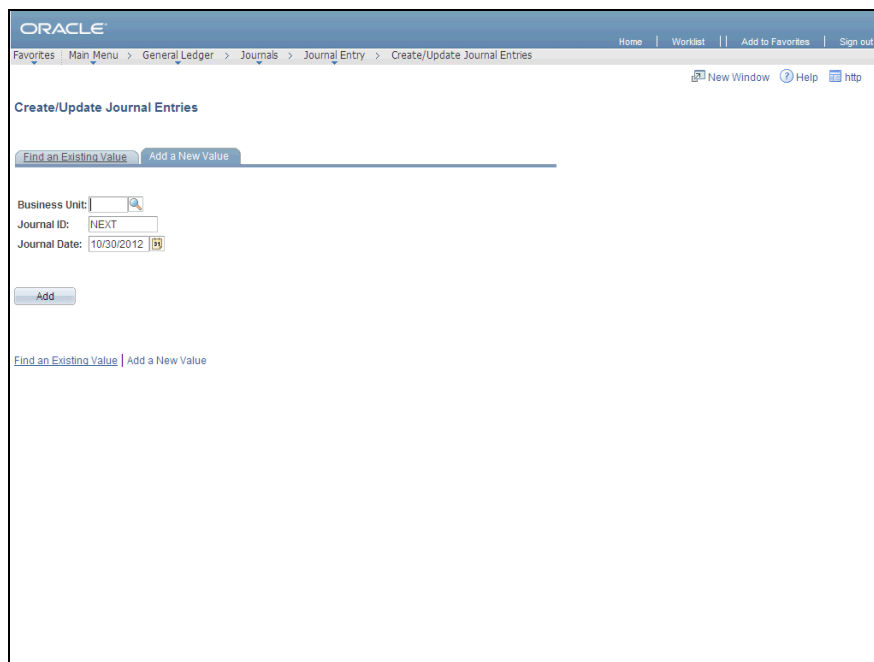 ORACLE
Home | Worklist || Add to Favorites | Sign out
Favorites Main Menu > General Ledger > Journals > Journal Entry > Create/Update Journal Entries
New Window ? Help http
Create/Update Journal Entries
Find an Existing Value Add a New Value
Business Unit:
Journal ID: NEXT
Journal Date: 10/30/2012 31
Add
Find an Existing Value | Add a New Value